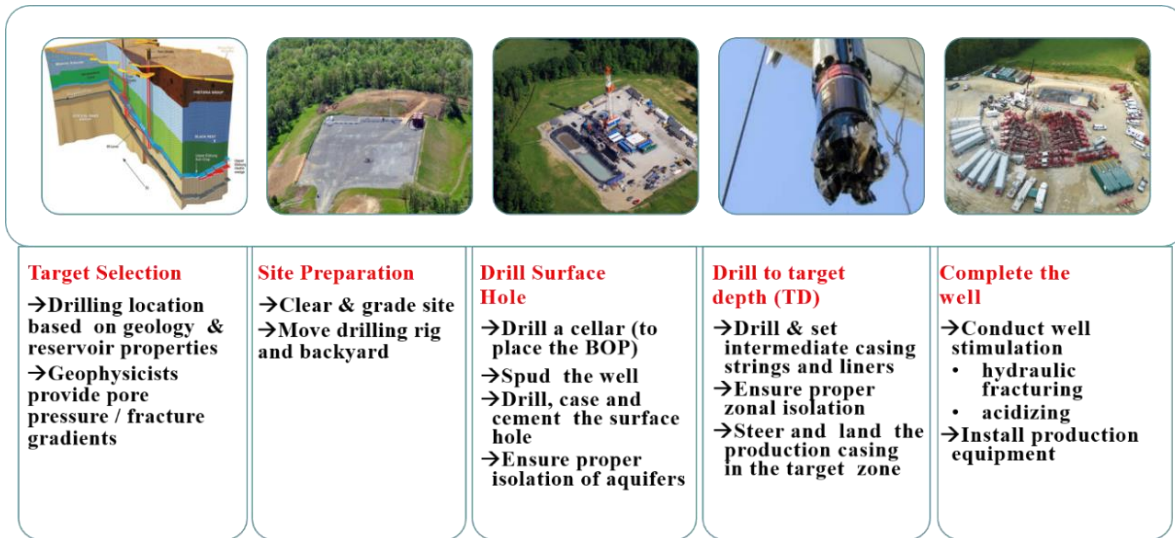 Target Selection
→Drilling location
based on geology &
reservoir properties
→Geophysicists
provide pore
pressure / fracture
gradients
Site Preparation
→Clear & grade site
→Move drilling rig
and backyard
Drill Surface
Hole
→Drill a cellar (to
place the BOP)
→Spud the well
→Drill, case and
cement the surface
hole
→Ensure proper
isolation of aquifers
Drill to target
depth (TD)
→Drill & set
intermediate casing
strings and liners
→Ensure proper
zonal isolation
→Steer and land the
production casing
in the target zone
Complete the
well
→Conduct well
stimulation
• hydraulic
fracturing
• acidizing
→Install production
equipment